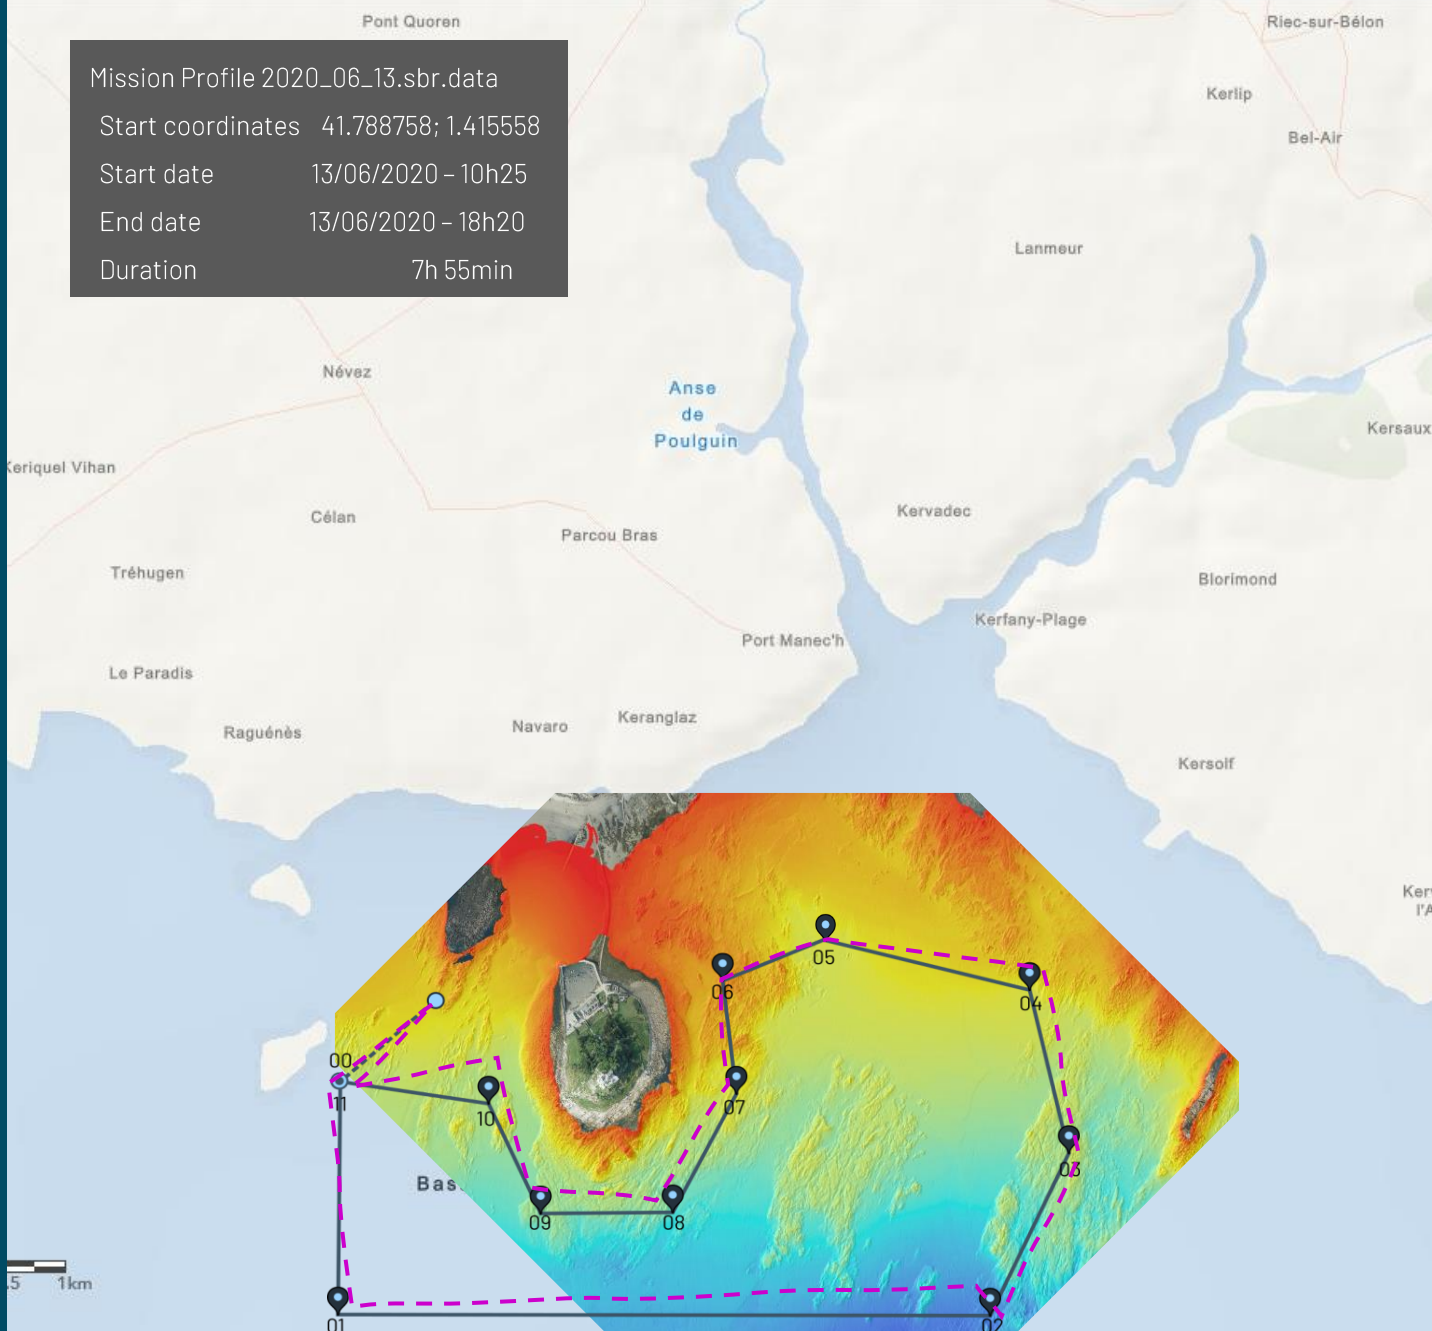 Pont Quoren
Riec-sur-Bélon
Mission Profile 2020_06_13.sbr.data
Start coordinates 41.788758; 1.415558
Start date 13/06/2020 – 10h25
End date 13/06/2020 – 18h20
Duration 7h 55min
Kerlip
Bel-Air
Lanmeur
Névez
Anse
de
Poulguin
Kersaux
Keriquel Vihan
Célan
Kervadec
Parcou Bras
Tréhugen
Blorimond
Kerfany-Plage
Port Manec'h
Le Paradis
Raguénès
Navaro
Keranglaz
Kersolf
05
06
04
00
11
10
07
03
Bas
09
08
.5 1km
01
02